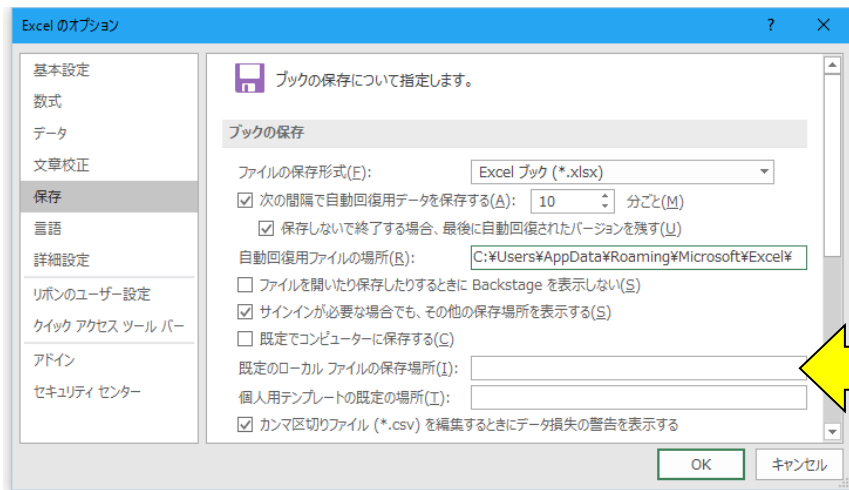 Excel のオプション
?
×
基本設定
数式
データ
文章校正
保存
言語
詳細設定
リボンのユーザー設定
クイック アクセス ツール バー
アドイン
セキュリティ センター
ブックの保存について指定します。
ブックの保存
ファイルの保存形式(F): Excel ブック (*.xlsx)
次の間隔で自動回復用データを保存する(A): 10 分ごと(M)
保存しないで終了する場合、最後に自動回復されたバージョンを残す(U)
自動回復用ファイルの場所(R): C:¥Users¥AppData¥Roaming¥Microsoft¥Excel¥
ファイルを開いたり保存したりするときに Backstage を表示しない(S)
サインインが必要な場合でも、その他の保存場所を表示する(S)
既定でコンピューターに保存する(C)
既定のローカル ファイルの保存場所(I):
個人用テンプレートの既定の場所(T):
カンマ区切りファイル (*.csv) を編集するときにデータ損失の警告を表示する
OK キャンセル